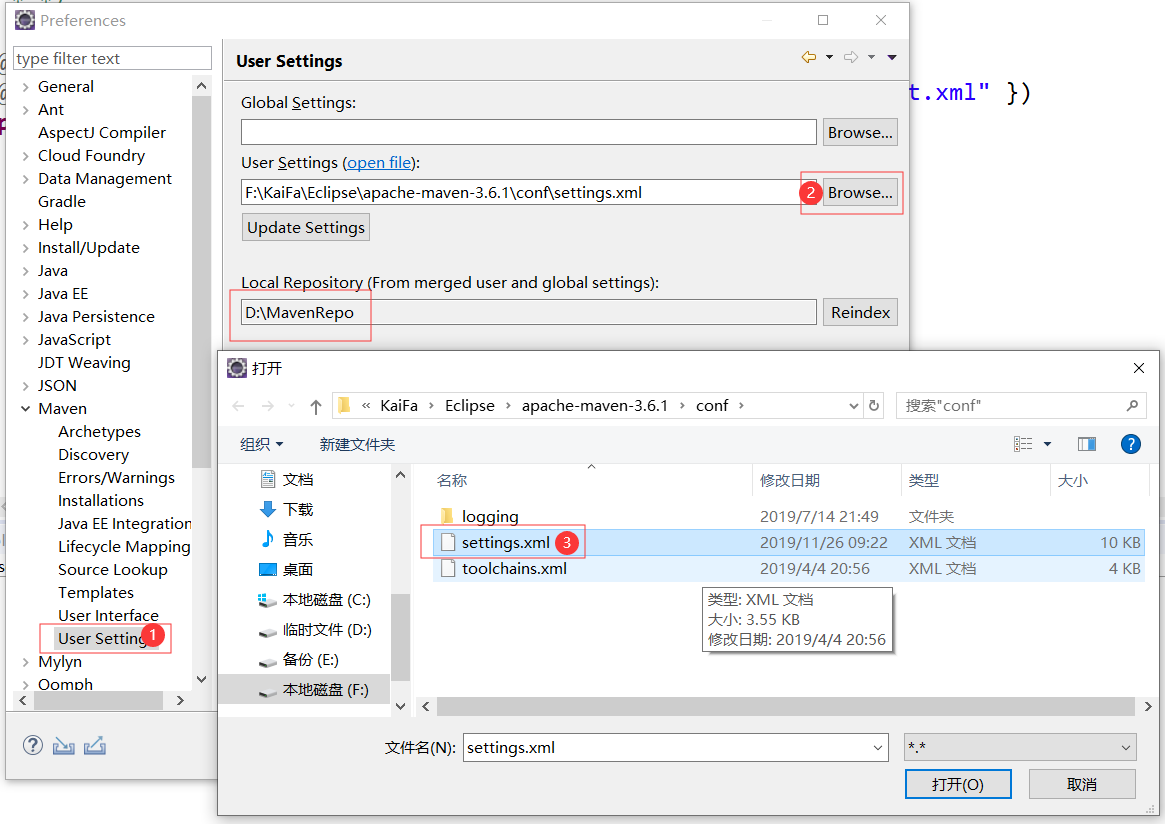 Preferences
type filter text
General
Ant
AspectJ Compiler
Cloud Foundry
Data Management
Gradle
Help
Install/Update
Java
Java EE
Java Persistence
JavaScript
JDT Weaving
JSON
Maven
Archetypes
Discovery
Errors/Warnings
Installations
Java EE Integration
Lifecycle Mapping
Source Lookup
Templates
User Interface
User Setting 1
Mylyn
Oomph
User Settings
Global Settings:
Browse...
User Settings (open file):
F:\KaiFa\Eclipse\apache-maven-3.6.1\conf\settings.xml
2 Browse...
Update Settings
Local Repository (From merged user and global settings):
D:\MavenRepo
Reindex
t.xml" })
打开
« KaiFa › Eclipse › apache-maven-3.6.1 › conf ›
搜索"conf"
组织 新建文件夹
文档
下载
音乐
桌面
本地磁盘 (C:)
临时文件 (D:)
备份 (E:)
本地磁盘 (F:)
名称 修改日期 类型 大小
logging 2019/7/14 21:49 文件夹
settings.xml 3 2019/11/26 09:22 XML 文档 10 KB
toolchains.xml 2019/4/4 20:56 XML 文档 4 KB
类型: XML 文档
大小: 3.55 KB
修改日期: 2019/4/4 20:56
文件名(N): settings.xml *.*
打开(O) 取消